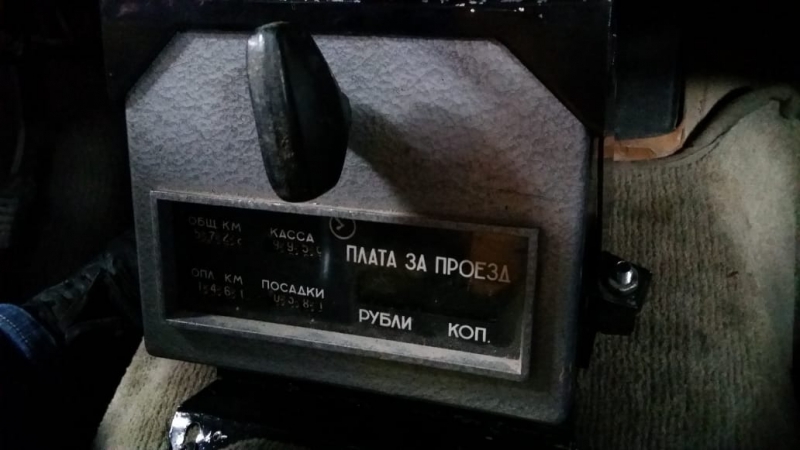 ОБЩ КМ
КАССА
ПЛАТА ЗА ПРОЕЗД
ОПЛ КМ
ПОСАДКИ
РУБЛИ
КОП.